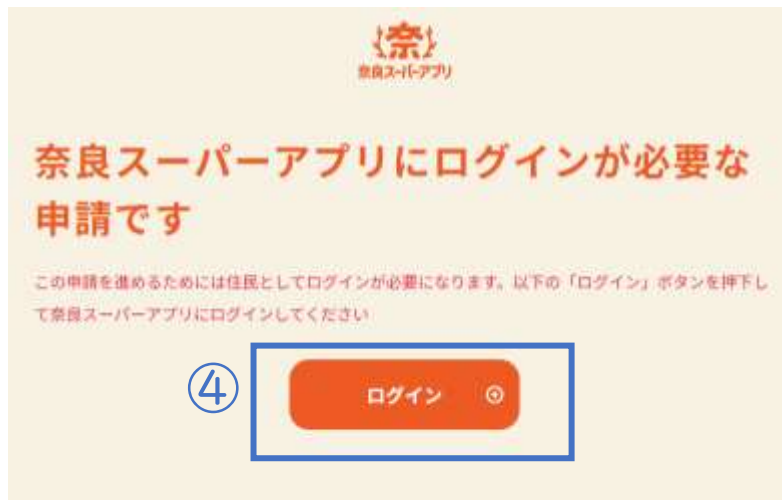 奈
奈良スーパーアプリ
奈良スーパーアプリにログインが必要な
申請です
この申請を進めるためには住民としてログインが必要になります。以下の「ログイン」ボタンを押下し
て奈良スーパーアプリにログインしてください
④
ログイン